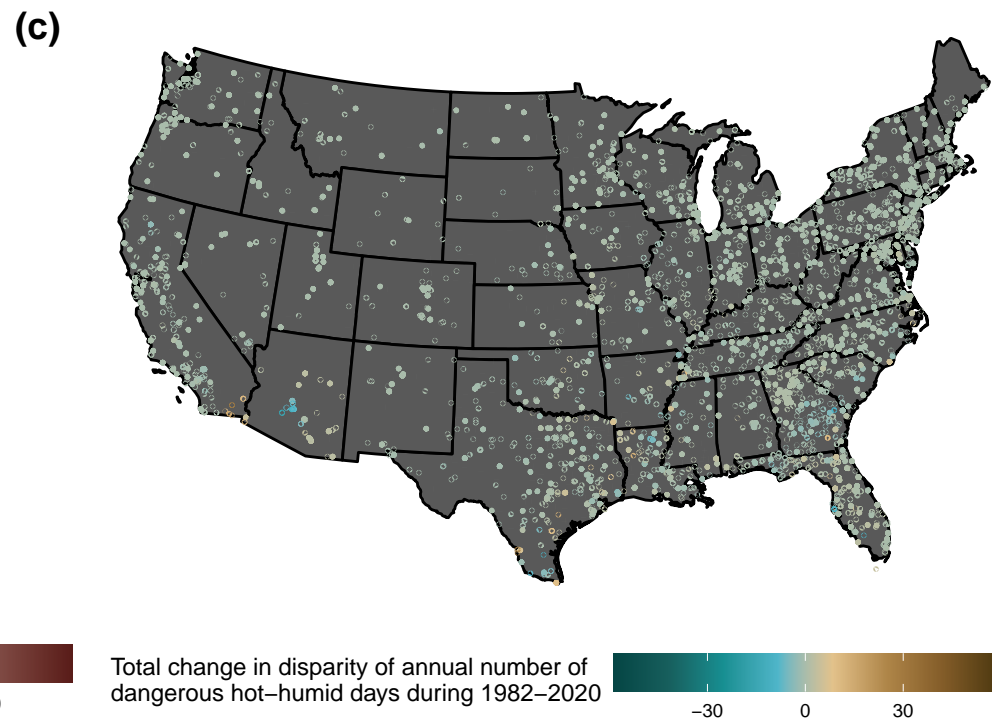 (c)
Total change in disparity of annual number of
dangerous hot−humid days during 1982−2020
−30 0 30